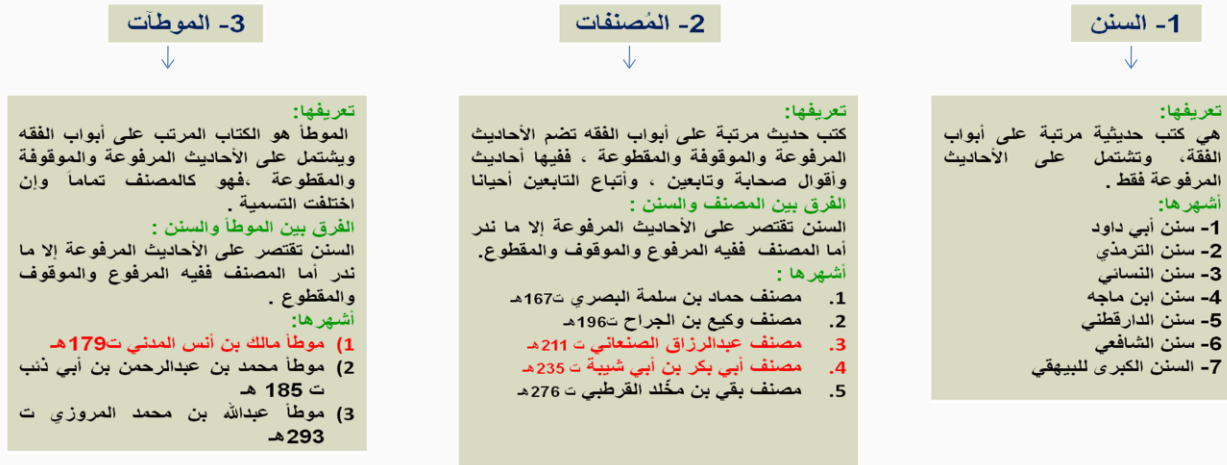 1- السنن
تعريفها:
هي كتب حديثية مرتبة على أبواب
الفقة، وتشتمل على الأحاديث
المرفوعة فقط .
أشهرها:
1- سنن أبي داود
2- سنن الترمذي
3- سنن النسائي
4- سنن ابن ماجه
5- سنن الدارقطني
6- سنن الشافعي
7- السنن الكبرى للبيهقي
2- المُصنفات
تعريفها:
كتب حديث مرتبة على أبواب الفقه تضم الأحاديث
المرفوعة والموقوفة والمقطوعة ، ففيها أحاديث
وأقوال صحابة وتابعين ، وأتباع التابعين أحيانا
الفرق بين المصنف والسنن :
السنن تقتصر على الأحاديث المرفوعة إلا ما ندر
أما المصنف ففيه المرفوع والموقوف والمقطوع.
أشهرها :
1. مصنف حماد بن سلمة البصري ت167هـ
2. مصنف وكيع بن الجراح ت196هـ
3. مصنف عبدالرزاق الصنعاني ت 211هـ
4. مصنف أبي بكر بن أبي شيبة ت 235هـ
5. مصنف بقي بن مخّلد القرطبي ت 276هـ
3- الموطآت
تعريفها:
الموطأ هو الكتاب المرتب على أبواب الفقه
ويشتمل على الأحاديث المرفوعة والموقوفة
والمقطوعة ،فهو كالمصنف تماماً وإن
اختلفت التسمية .
الفرق بين الموطأ والسنن :
السنن تقتصر على الأحاديث المرفوعة إلا ما
ندر أما المصنف ففيه المرفوع والموقوف
والمقطوع .
أشهرها:
1) موطأ مالك بن أنس المدني ت179هـ
2) موطأ محمد بن عبدالرحمن بن أبي ذئب
ت 185 هـ
3) موطأ عبدالله بن محمد المروزي ت
293هـ